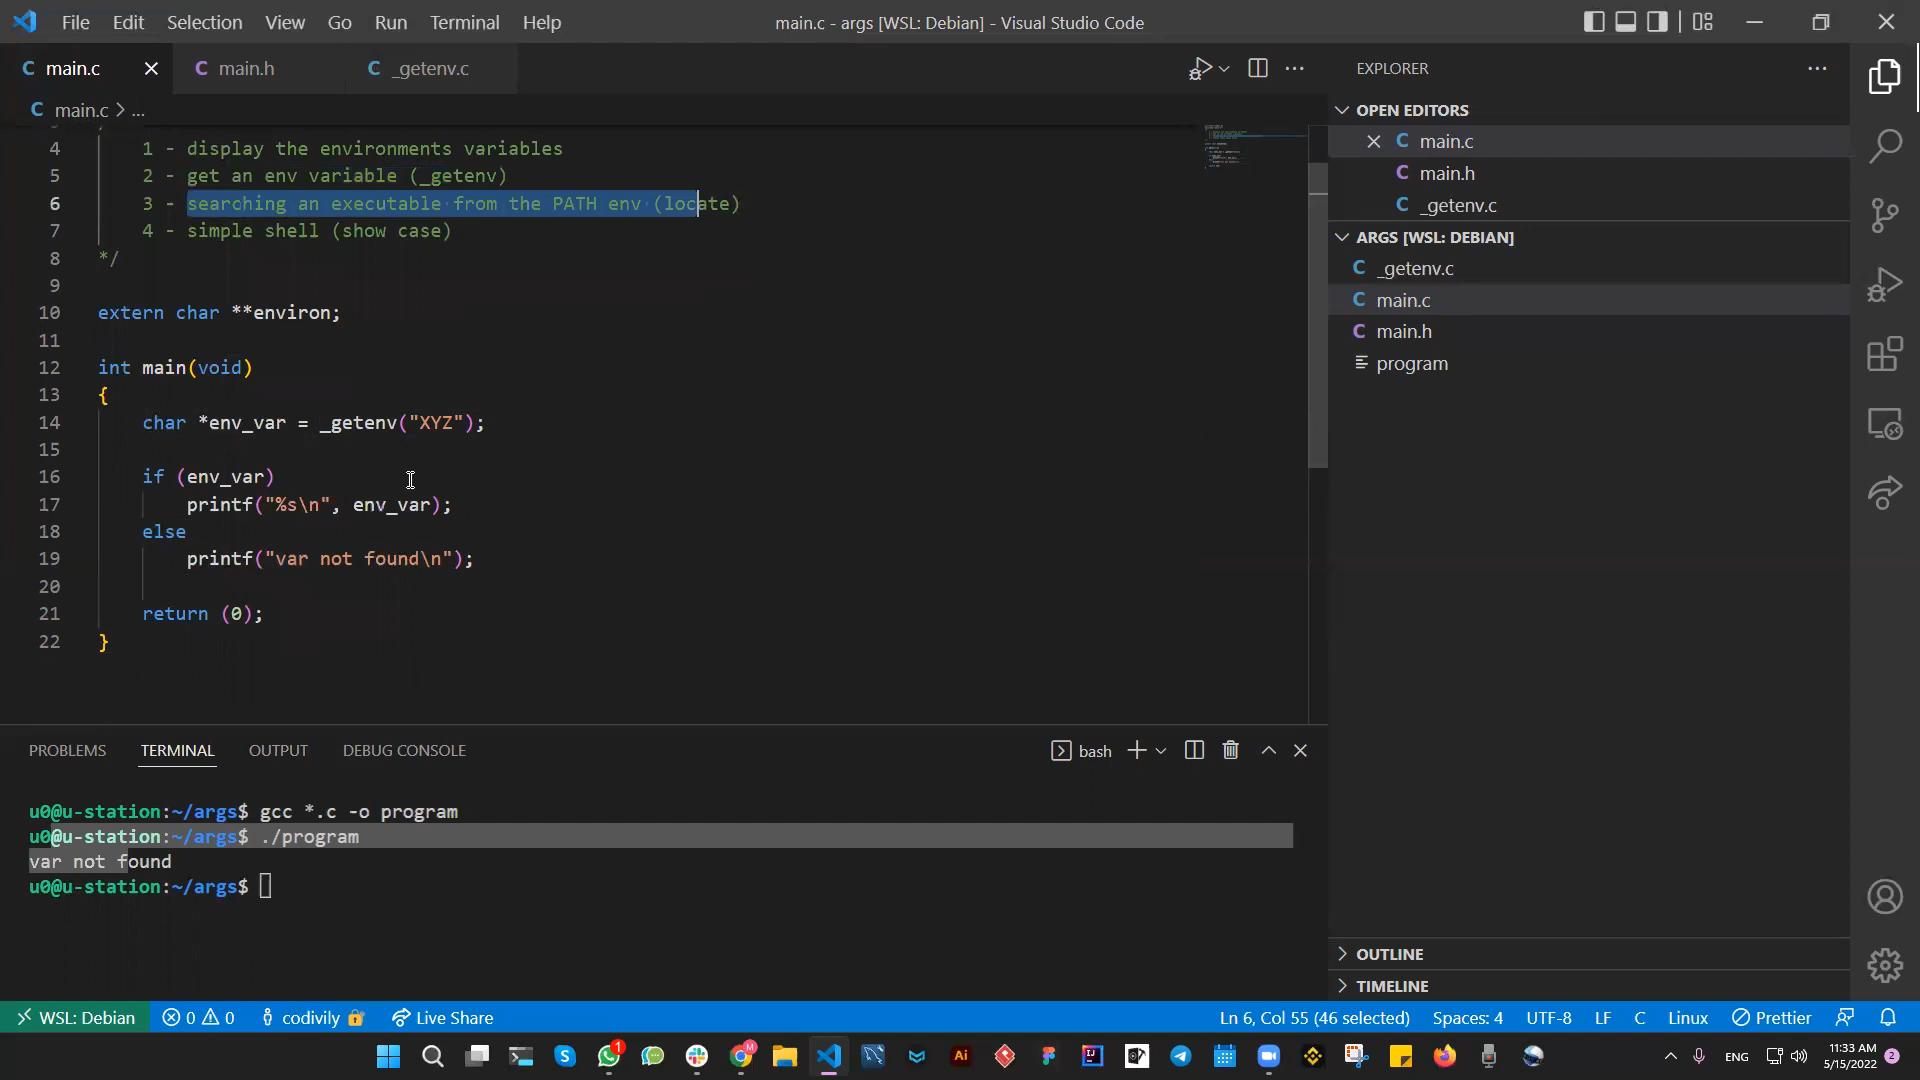 File Edit Selection View Go Run Terminal Help
main.c - args [WSL: Debian] - Visual Studio Code
main.c
main.h
_getenv.c
main.c > ...
4 1 - display the environments variables
5 2 - get an env variable (_getenv)
6 3 - searching an executable from the PATH env (locate)
7 4 - simple shell (show case)
8 */
9
10 extern char **environ;
11
12 int main(void)
13 {
14 char *env_var = _getenv("XYZ");
15
16 if (env_var)
17 printf("%s\n", env_var);
18 else
19 printf("var not found\n");
20
21 return (0);
22 }
EXPLORER
OPEN EDITORS
main.c
main.h
_getenv.c
ARGS [WSL: DEBIAN]
_getenv.c
main.c
main.h
program
OUTLINE
TIMELINE
PROBLEMS TERMINAL OUTPUT DEBUG CONSOLE
bash
u0@u-station:~/args$ gcc *.c -o program
u0@u-station:~/args$ ./program
var not found
u0@u-station:~/args$
WSL: Debian 0 0 codivily Live Share
Ln 6, Col 55 (46 selected) Spaces: 4 UTF-8 LF C Linux Prettier
1
M
Ai
IJ
ENG
11:33 AM
5/15/2022
2